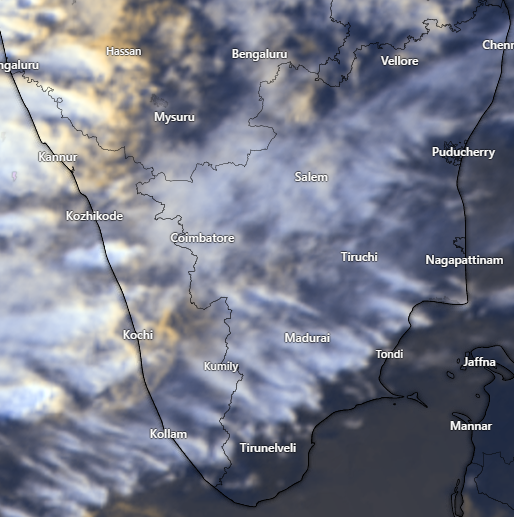 Hassan
Bengaluru
Chenn
Vellore
ngaluru
Mysuru
Kannur
Puducherry
Salem
Kozhikode
Coimbatore
Tiruchi
Nagapattinam
Kochi
Madurai
Tondi
Jaffna
Kumily
Mannar
Kollam
Tirunelveli